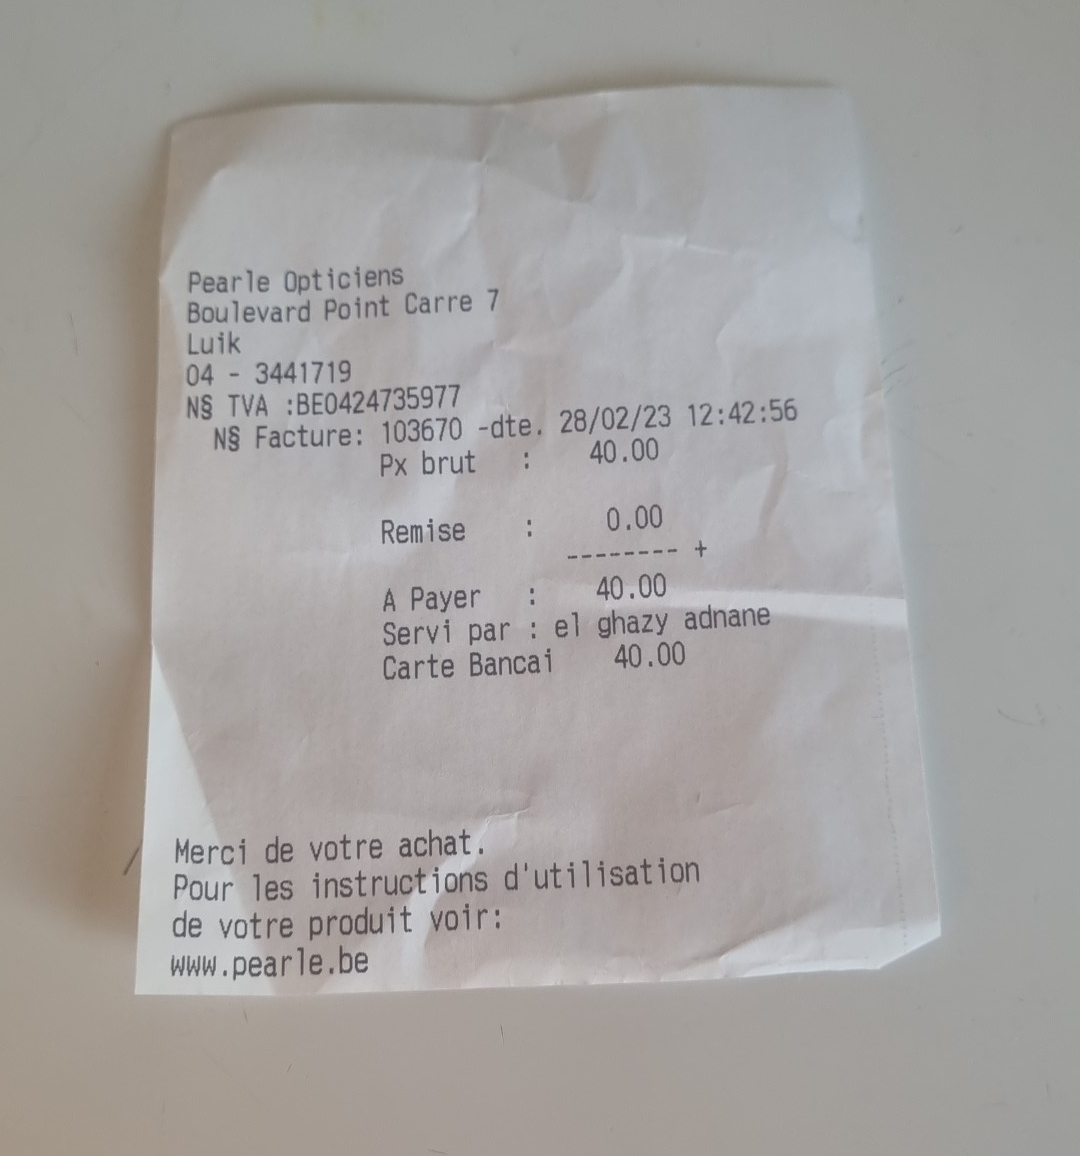 Pearle Opticiens
Boulevard Point Carre 7
Luik
04 - 3441719
N§ TVA :BE0424735977
N§ Facture: 103670 -dte. 28/02/23 12:42:56
Px brut : 40.00
Remise : 0.00
-------- +
A Payer : 40.00
Servi par : el ghazy adnane
Carte Bancai 40.00
Merci de votre achat.
Pour les instructions d'utilisation
de votre produit voir:
www.pearle.be